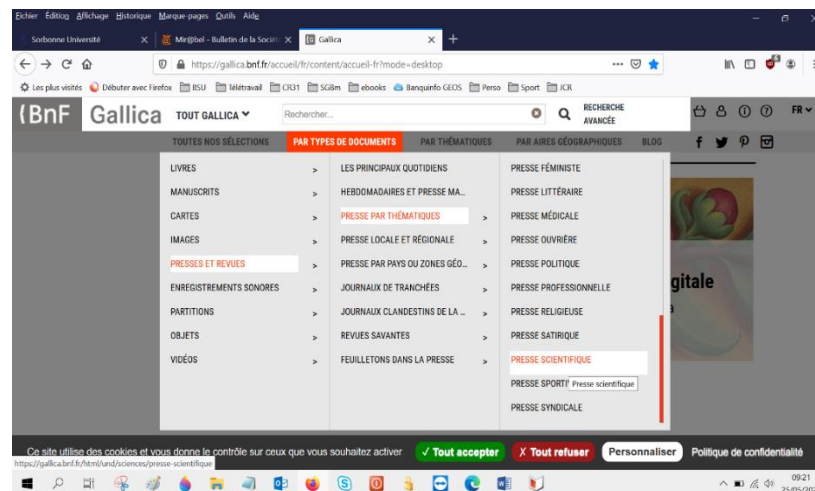 Fichier Édition Affichage Historique Marque-pages Outils Aide
Sorbonne Université
Mir@bel - Bulletin de la Sociét
Gallica
https://gallica.bnf.fr/accueil/fr/content/accueil-fr?mode=desktop
Les plus visités Débuter avec Firefox BSU Télétravail CR31 SGBm ebooks Banquinfo GEOS Perso Sport JCR
{BnF Gallica TOUT GALLICA Rechercher... RECHERCHE AVANCÉE FR
TOUTES NOS SÉLECTIONS PAR TYPES DE DOCUMENTS PAR THÉMATIQUES PAR AIRES GÉOGRAPHIQUES BLOG
LIVRES
MANUSCRITS
CARTES
IMAGES
PRESSES ET REVUES
ENREGISTREMENTS SONORES
PARTITIONS
OBJETS
VIDÉOS
LES PRINCIPAUX QUOTIDIENS
HEBDOMADAIRES ET PRESSE MA...
PRESSE PAR THÉMATIQUES
PRESSE LOCALE ET RÉGIONALE
PRESSE PAR PAYS OU ZONES GÉO...
JOURNAUX DE TRANCHÉES
JOURNAUX CLANDESTINS DE LA ...
REVUES SAVANTES
FEUILLETONS DANS LA PRESSE
PRESSE FÉMINISTE
PRESSE LITTÉRAIRE
PRESSE MÉDICALE
PRESSE OUVRIÈRE
PRESSE POLITIQUE
PRESSE PROFESSIONNELLE
PRESSE RELIGIEUSE
PRESSE SATIRIQUE
PRESSE SCIENTIFIQUE
PRESSE SPORTI
Presse scientifique
PRESSE SYNDICALE
gitale
Ce site utilise des cookies et vous donne le contrôle sur ceux que vous souhaitez activer ✓ Tout accepter ✗ Tout refuser Personnaliser Politique de confidentialité
https://gallica.bnf.fr/html/und/sciences/presse-scientifique
09:21
25/05/202